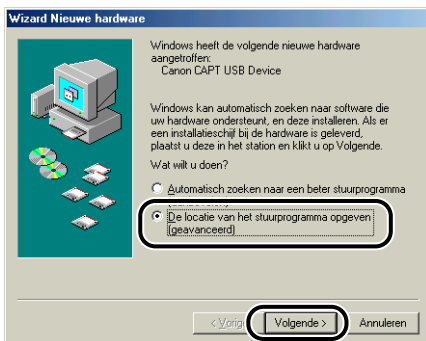 Wizard Nieuwe hardware
Windows heeft de volgende nieuwe hardware
aangetroffen:
Canon CAPT USB Device
Windows kan automatisch zoeken naar software die
uw hardware ondersteunt, en deze installeren. Als er
een installatieschijf bij de hardware is geleverd,
plaatst u deze in het station en klikt u op Volgende.
Wat wilt u doen?
Automatisch zoeken naar een beter stuurprogramma
De locatie van het stuurprogramma opgeven
(geavanceerd)
< Vorige
Volgende >
Annuleren